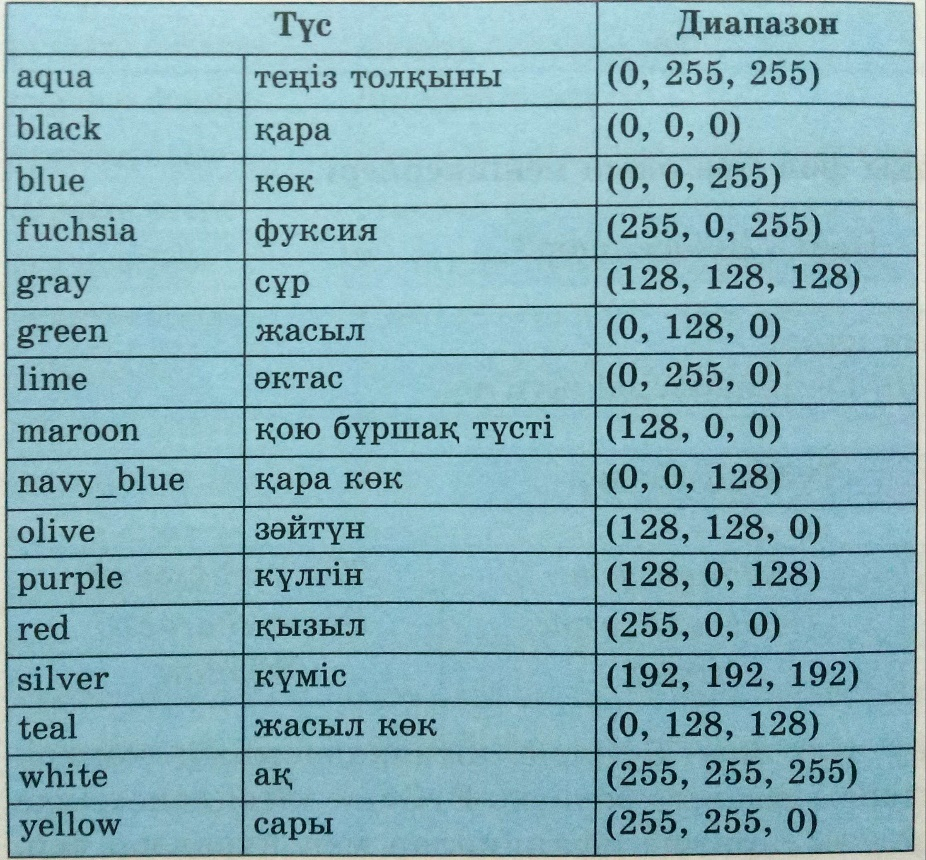 Түс Диапазон
aqua теңіз толқыны (0, 255, 255)
black қара (0, 0, 0)
blue көк (0, 0, 255)
fuchsia фуксия (255, 0, 255)
gray сұр (128, 128, 128)
green жасыл (0, 128, 0)
lime әктас (0, 255, 0)
maroon қою бұршақ түсті (128, 0, 0)
navy_blue қара көк (0, 0, 128)
olive зәйтүн (128, 128, 0)
purple күлгін (128, 0, 128)
red қызыл (255, 0, 0)
silver күміс (192, 192, 192)
teal жасыл көк (0, 128, 128)
white ақ (255, 255, 255)
yellow сары (255, 255, 0)